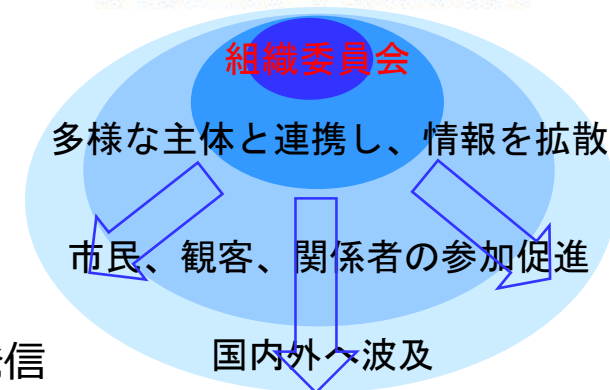 組織委員会
多様な主体と連携し、情報を拡散
市民、観客、関係者の参加促進
信
国内外へ波及